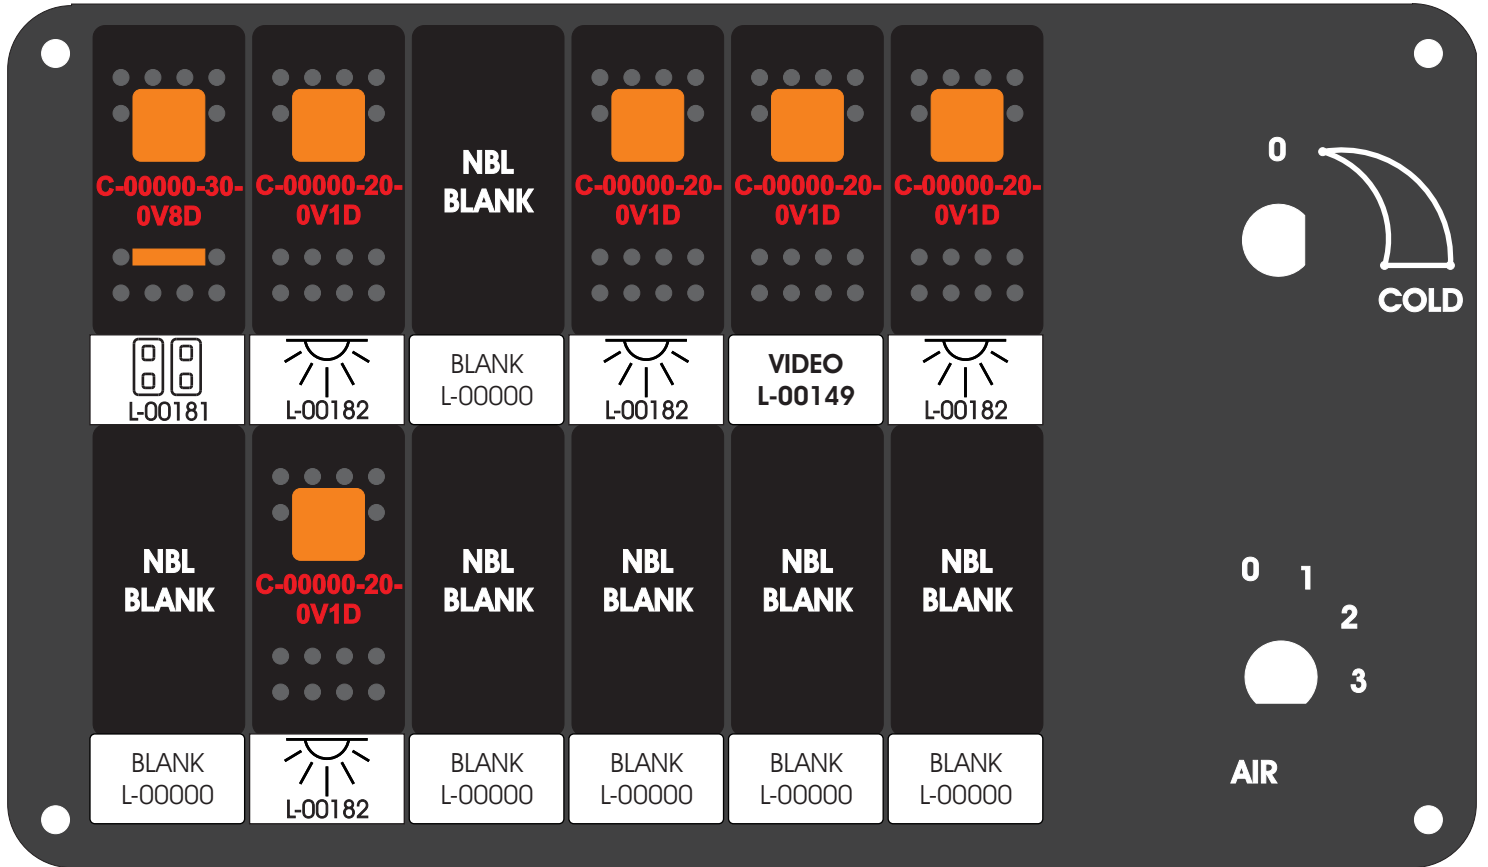 C-00000-30-
0V8D
C-00000-20-
0V1D
NBL
BLANK
C-00000-20-
0V1D
C-00000-20-
0V1D
C-00000-20-
0V1D
L-00181
L-00182
BLANK
L-00000
L-00182
VIDEO
L-00149
L-00182
NBL
BLANK
C-00000-20-
0V1D
NBL
BLANK
NBL
BLANK
NBL
BLANK
NBL
BLANK
BLANK
L-00000
L-00182
BLANK
L-00000
BLANK
L-00000
BLANK
L-00000
BLANK
L-00000
0
COLD
0
1
2
3
AIR